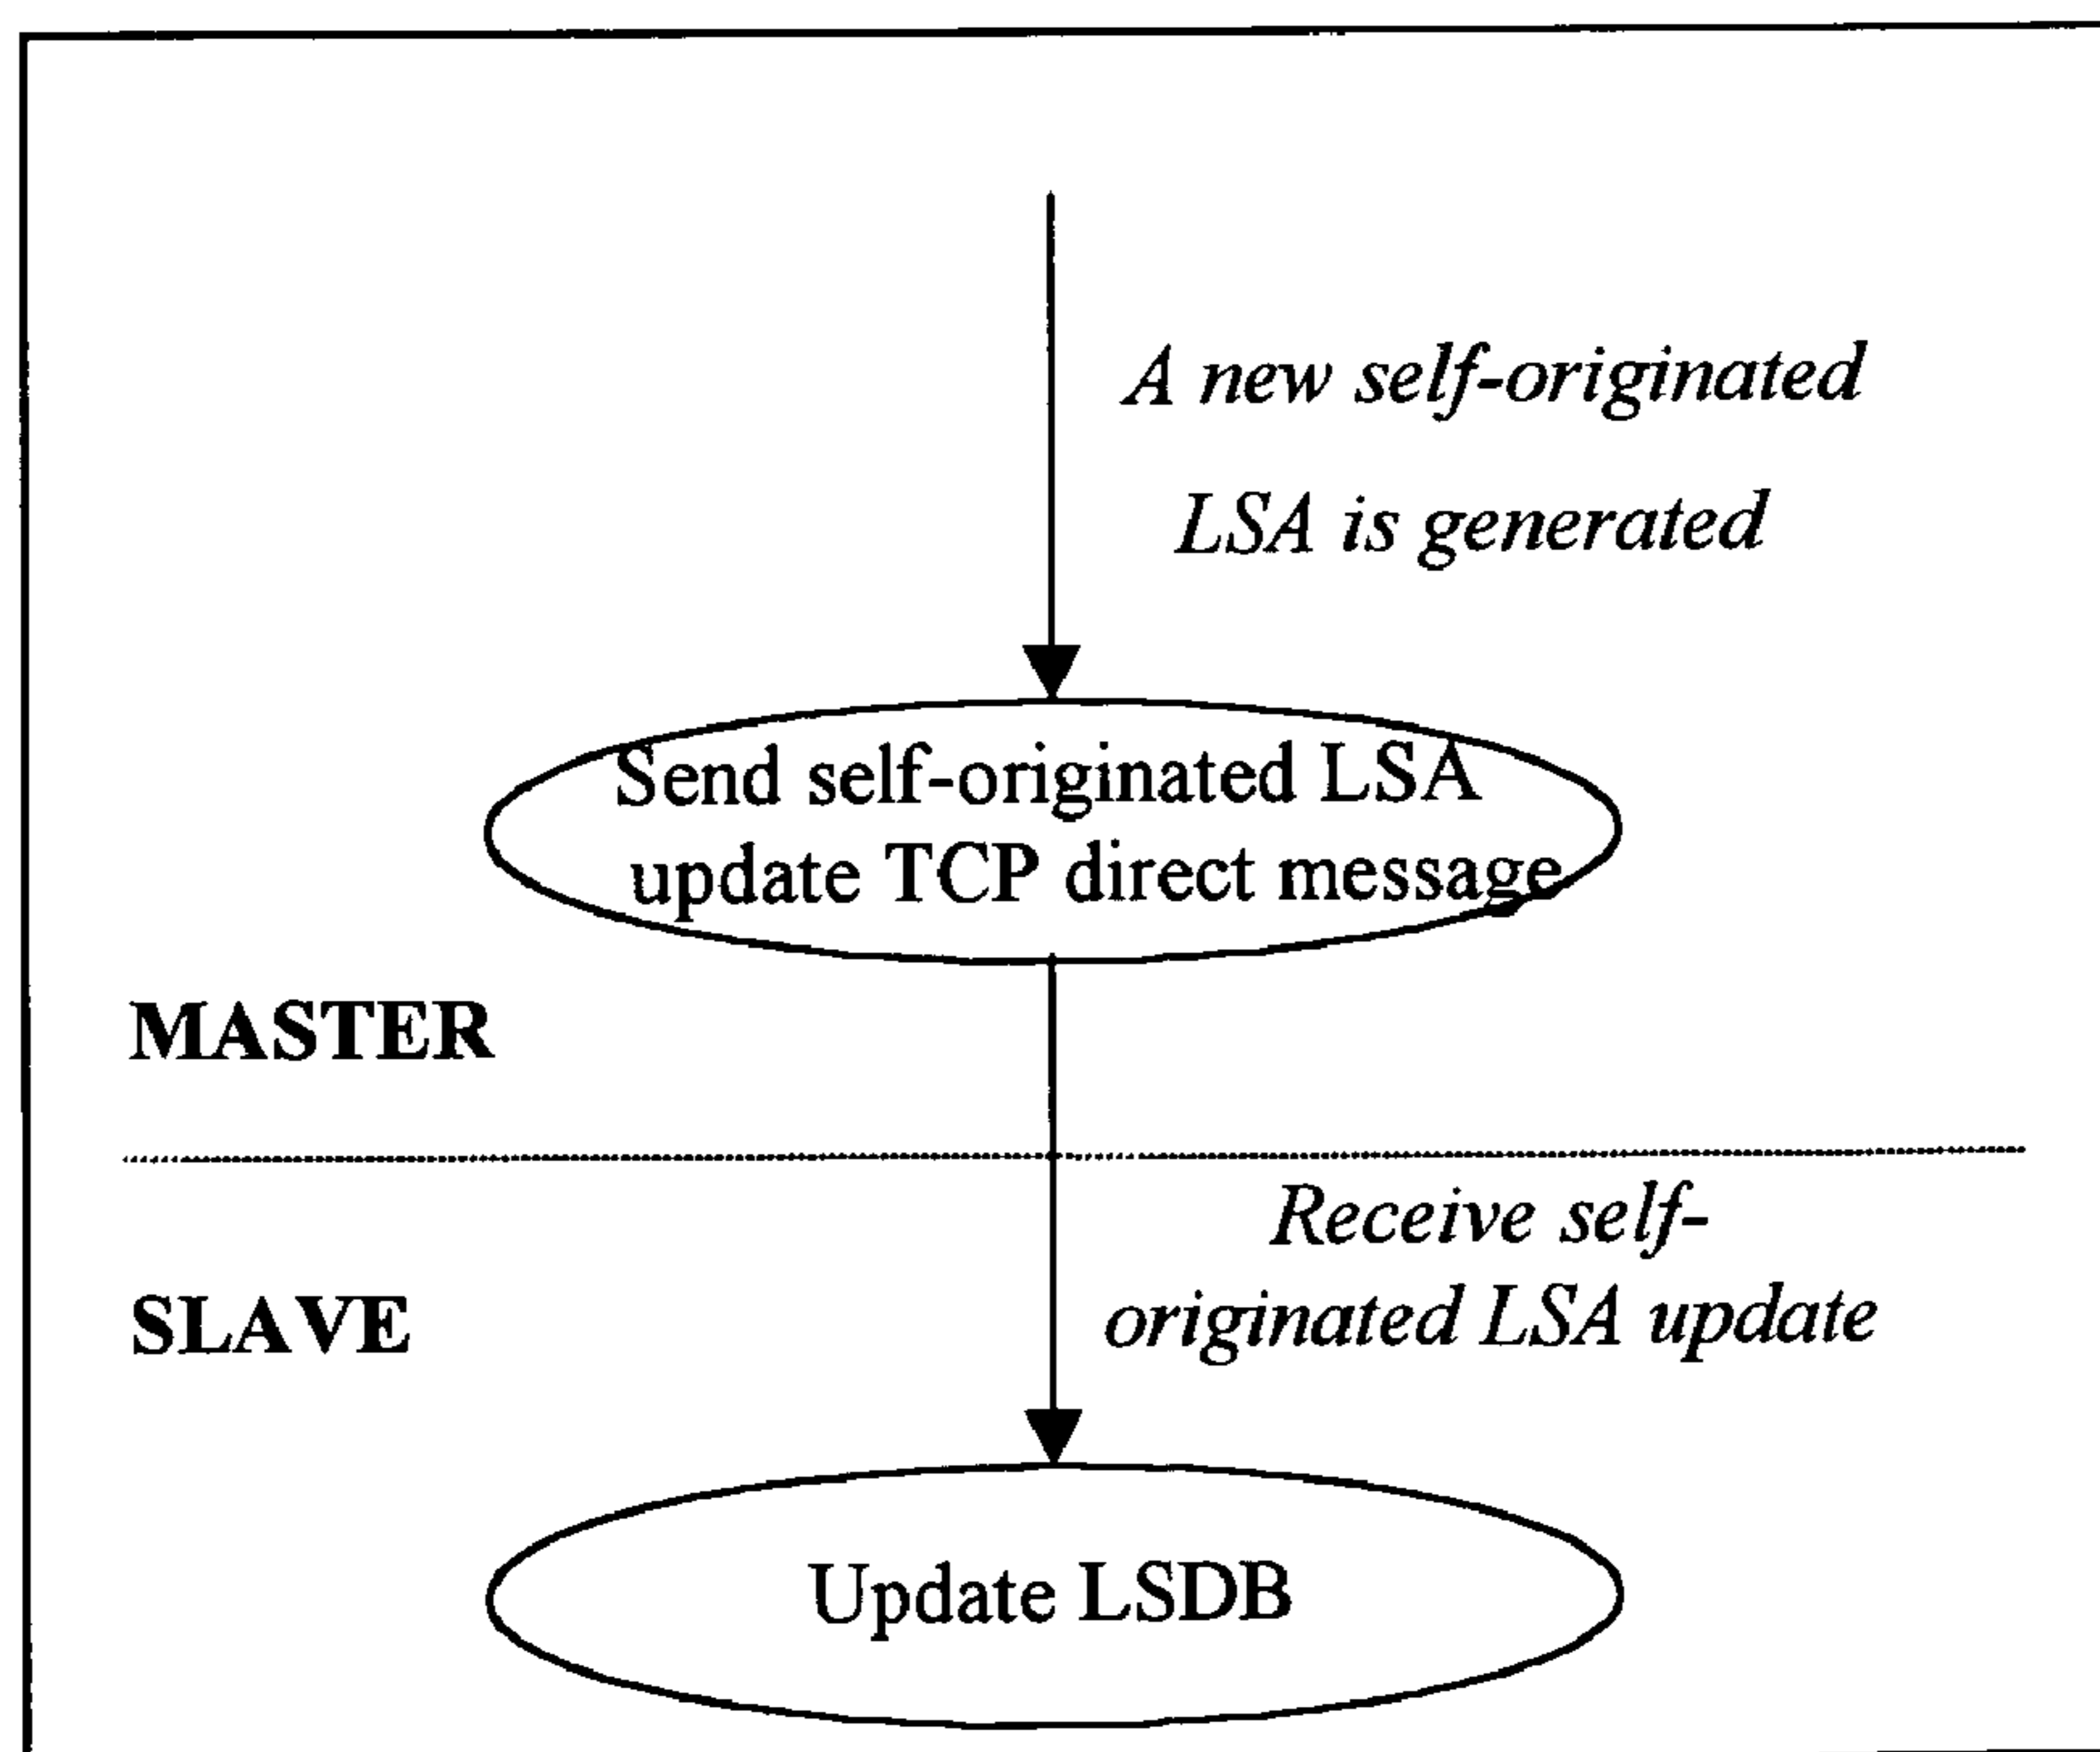 A new self-originated
LSA is generated
Send self-originated LSA
update TCP direct message
MASTER
Receive self-
originated LSA update
SLAVE
Update LSDB